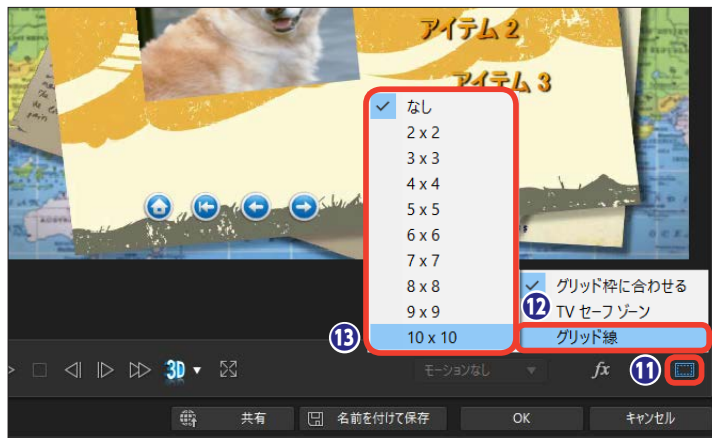 アイテム 2
アイテム 3
なし
2 x 2
3 x 3
4 x 4
5 x 5
6 x 6
7 x 7
8 x 8
9 x 9
⑬ 10 x 10
グリッド枠に合わせる
⑫ TV セーフ ゾーン
グリッド線
3D
モーションなし
fx
⑪
共有
名前を付けて保存
OK
キャンセル